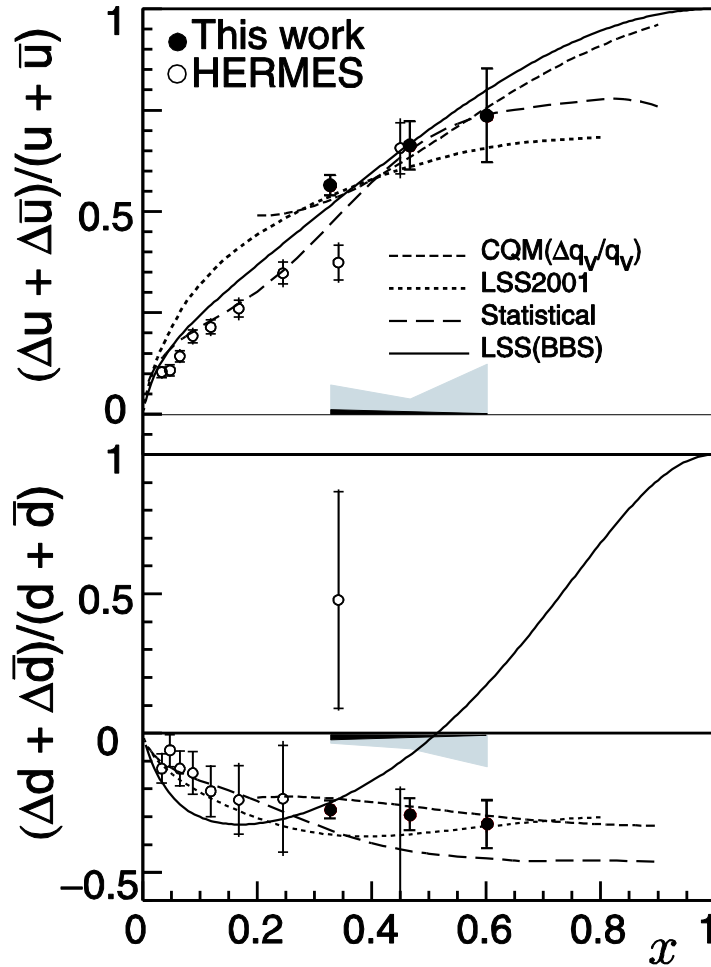 This work
HERMES
(Δu + Δū)/(u + ū)
1
0.5
0
CQM(Δq_V/q_V)
LSS2001
Statistical
LSS(BBS)
(Δd + Δd̄)/(d + d̄)
1
0.5
0
−0.5
0 0.2 0.4 0.6 0.8 1
x